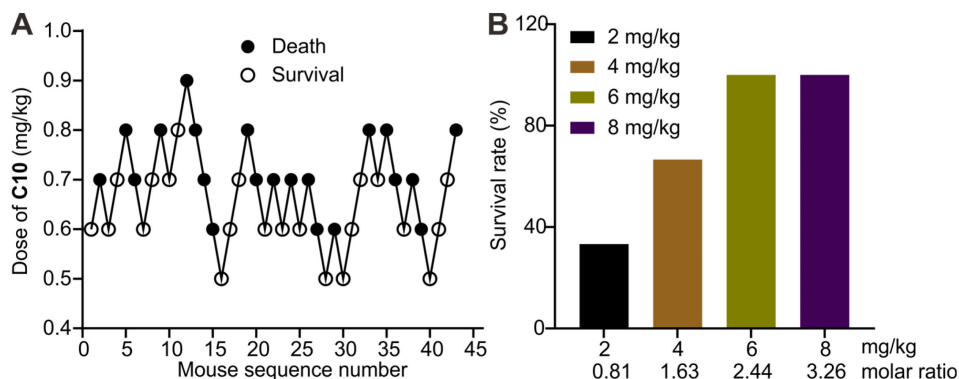 A
B
Dose of C10 (mg/kg)
1.0
0.9
0.8
0.7
0.6
0.5
0.4
Death
Survival
0 5 10 15 20 25 30 35 40 45
Mouse sequence number
Survival rate (%)
120
80
40
0
2 mg/kg
4 mg/kg
6 mg/kg
8 mg/kg
2 4 6 8 mg/kg
0.81 1.63 2.44 3.26 molar ratio